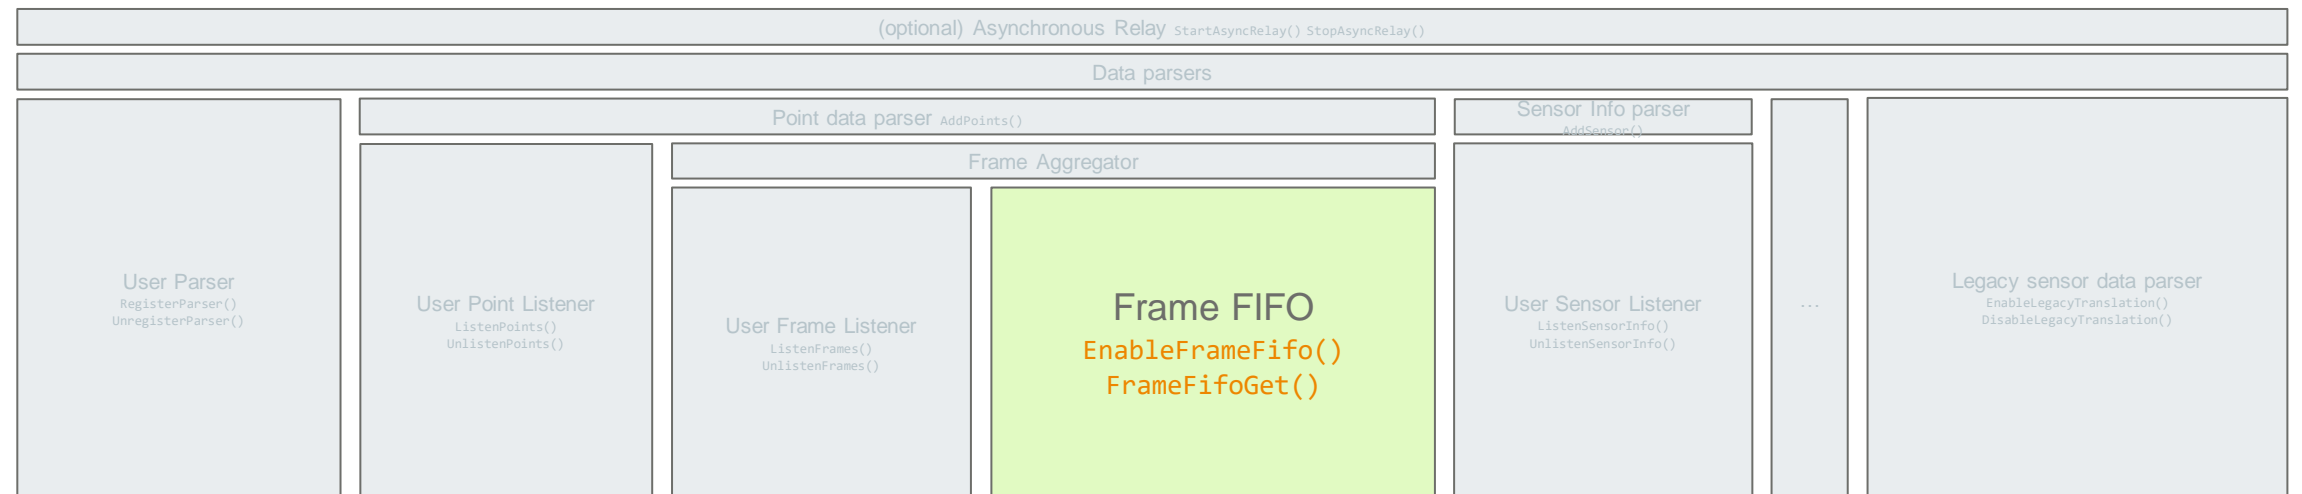 (optional) Asynchronous Relay StartAsyncRelay() StopAsyncRelay()
Data parsers
Point data parser AddPoints()
Sensor Info parser
AddSensor()
Frame Aggregator
User Parser
RegisterParser()
UnregisterParser()
User Point Listener
ListenPoints()
UnlistenPoints()
User Frame Listener
ListenFrames()
UnlistenFrames()
Frame FIFO
EnableFrameFifo()
FrameFifoGet()
User Sensor Listener
ListenSensorInfo()
UnlistenSensorInfo()
...
Legacy sensor data parser
EnableLegacyTranslation()
DisableLegacyTranslation()